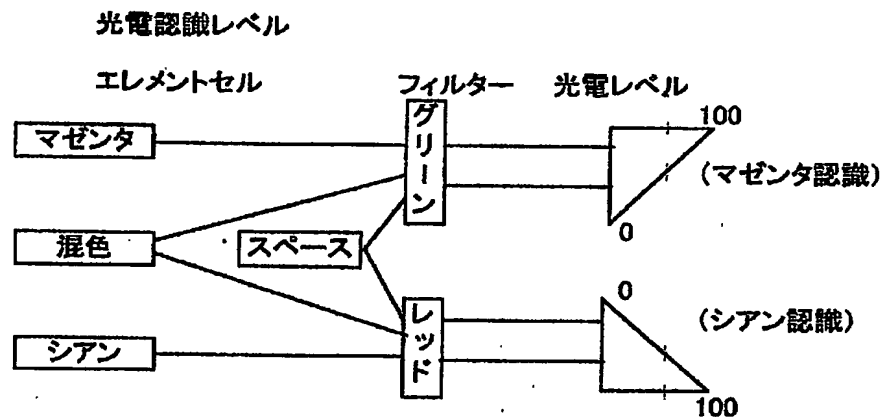 光電認識レベル
エレメントセル
フィルター
光電レベル
マゼンタ
グリーン
100
(マゼンタ認識)
0
混色
スペース
0
レッド
(シアン認識)
シアン
100